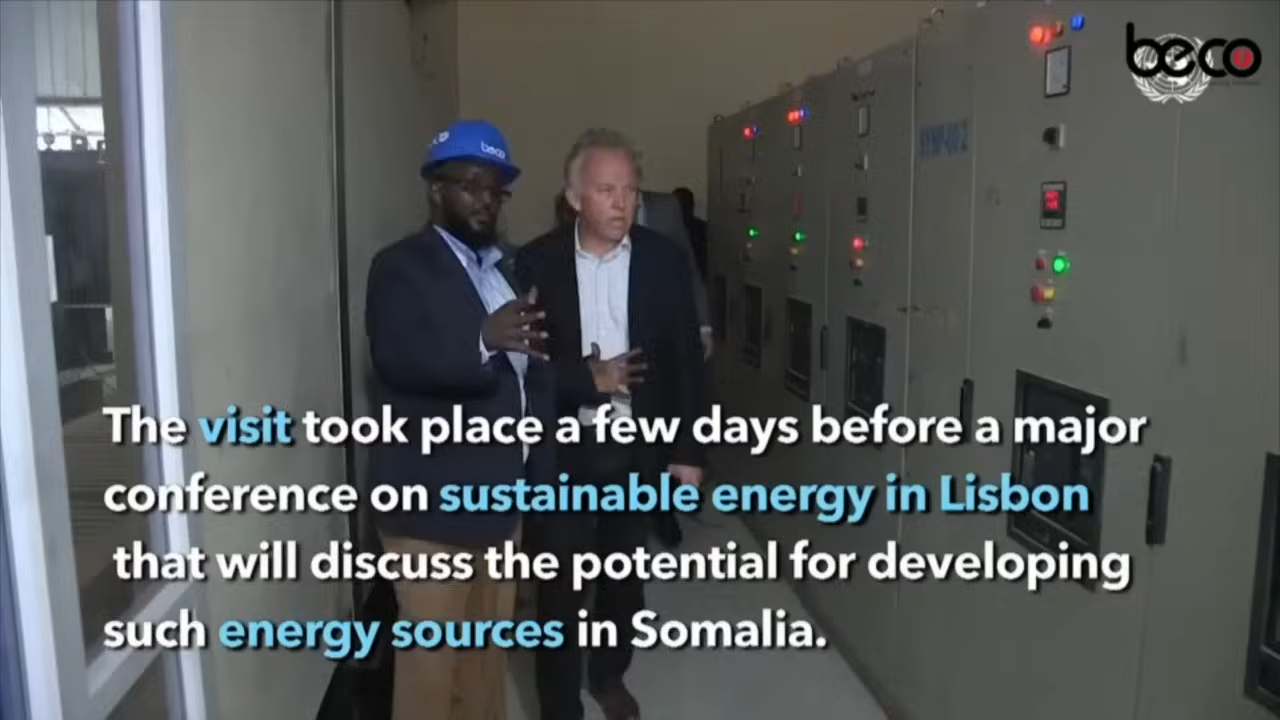 beco
beco
The visit took place a few days before a major
conference on sustainable energy in Lisbon
that will discuss the potential for developing
such energy sources in Somalia.